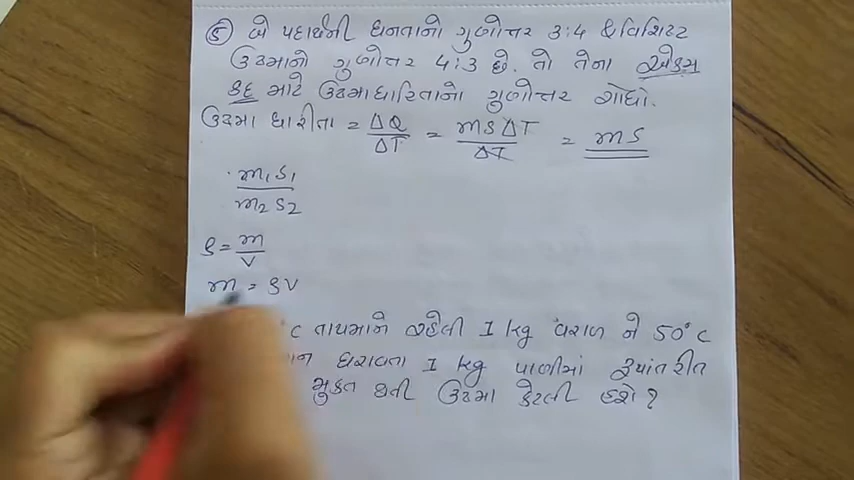 ⑤ બે પદાર્થની ઘનતાનો ગુણોત્તર 3:4 & વિશિષ્ટ
ઉષ્માનો ગુણોત્તર 4:3 છે. તો તેના એકમ
કદ માટે ઉષ્માધારિતાનો ગુણોત્તર શોધો.
ઉષ્મા ધારીતા = ΔQ/ΔT = msΔT/ΔT = ms
m₁s₁/m₂s₂
ρ = m/V
m = ρV
°C તાપમાને રહેલી 1 kg વરાળ ને 50°C
ધરાવતા 1 kg પાણીમાં રૂપાંતરીત
મુક્ત થતી ઉષ્મા કેટલી હશે?